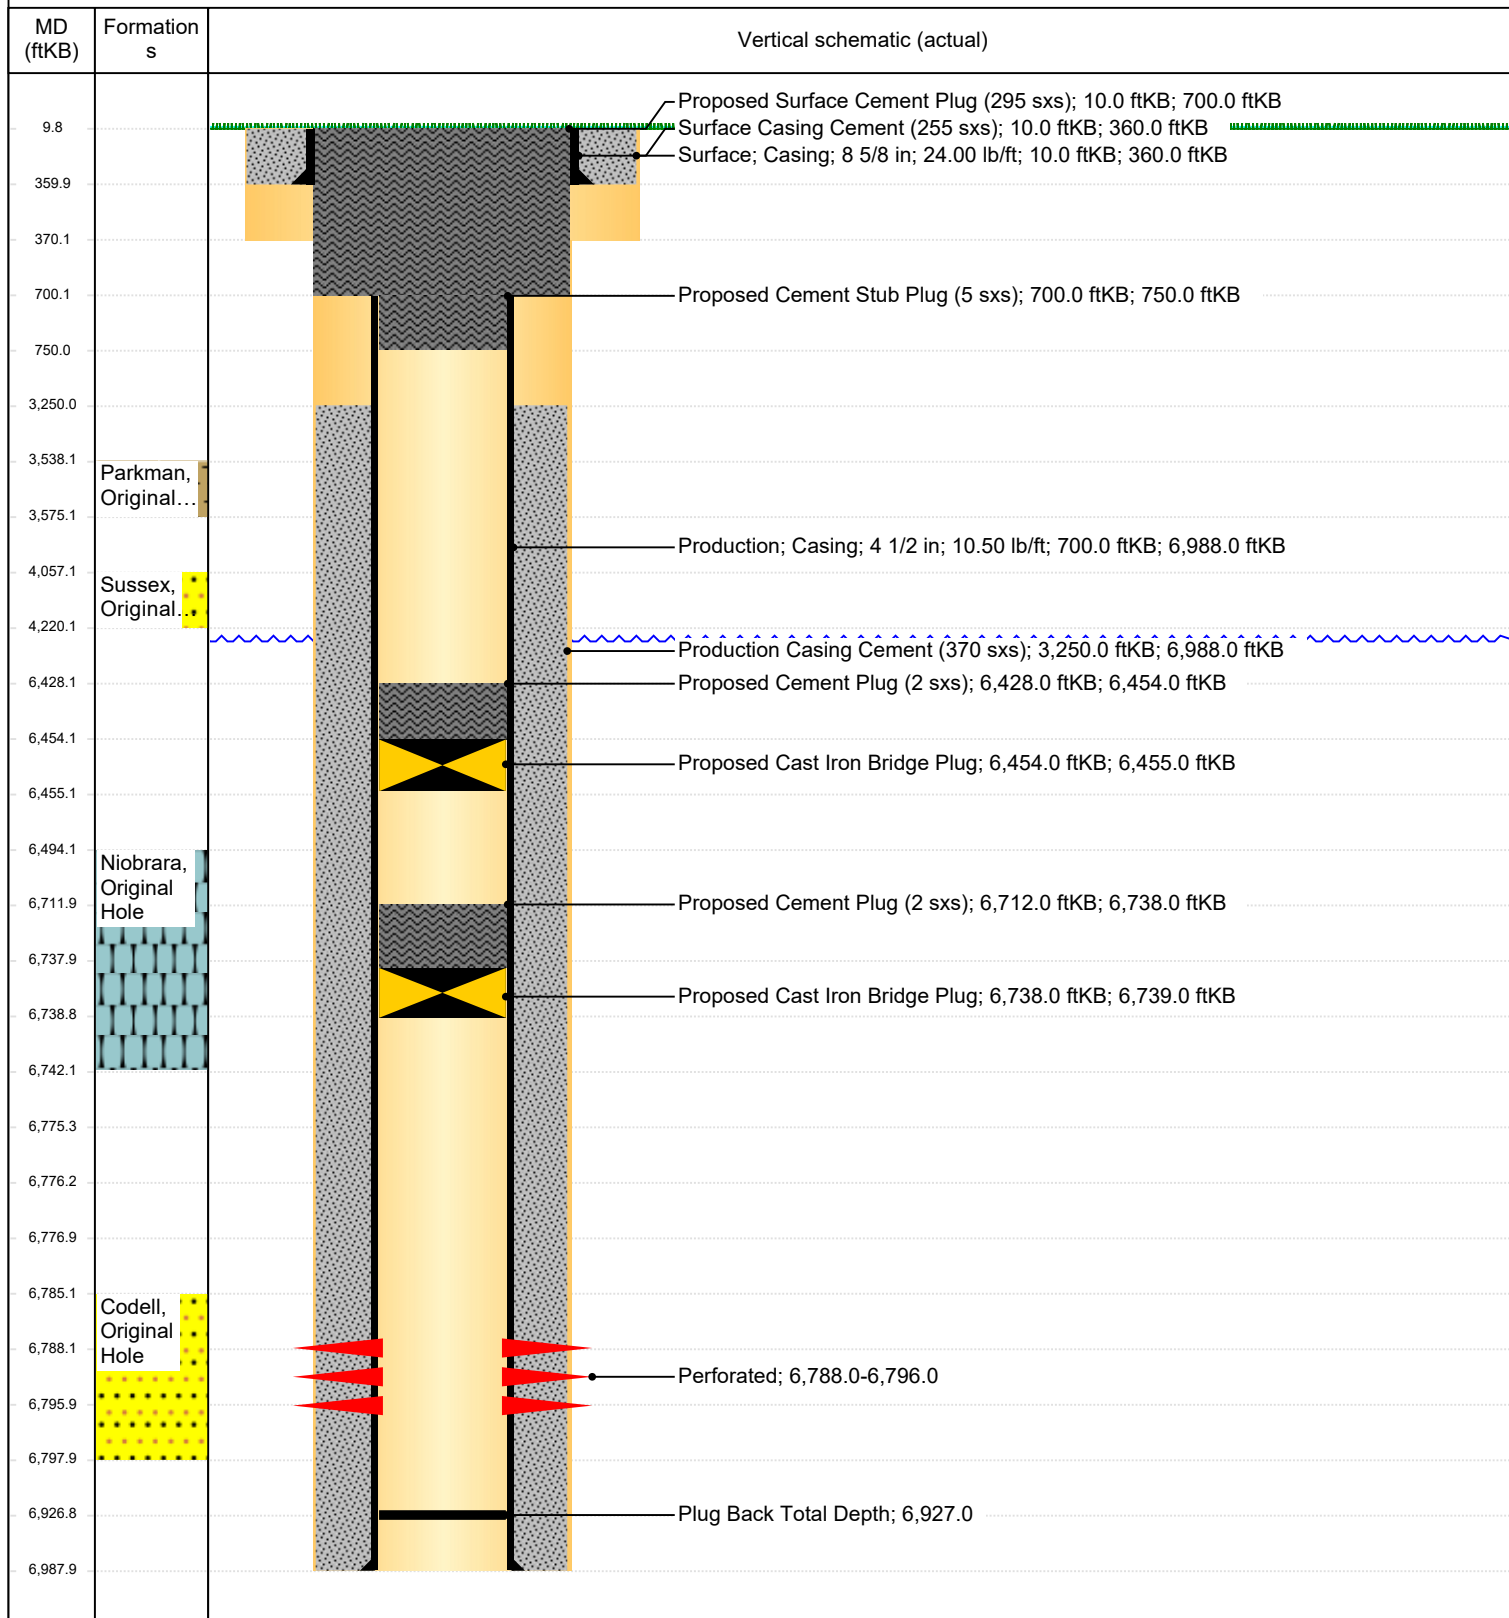 MD
(ftKB)
Formation
s
Vertical schematic (actual)
Proposed Surface Cement Plug (295 sxs); 10.0 ftKB; 700.0 ftKB
9.8
Surface Casing Cement (255 sxs); 10.0 ftKB; 360.0 ftKB
Surface; Casing; 8 5/8 in; 24.00 lb/ft; 10.0 ftKB; 360.0 ftKB
359.9
370.1
700.1
Proposed Cement Stub Plug (5 sxs); 700.0 ftKB; 750.0 ftKB
750.0
3,250.0
3,538.1
Parkman,
Original...
3,575.1
Production; Casing; 4 1/2 in; 10.50 lb/ft; 700.0 ftKB; 6,988.0 ftKB
4,057.1
Sussex,
Original...
4,220.1
Production Casing Cement (370 sxs); 3,250.0 ftKB; 6,988.0 ftKB
6,428.1
Proposed Cement Plug (2 sxs); 6,428.0 ftKB; 6,454.0 ftKB
6,454.1
Proposed Cast Iron Bridge Plug; 6,454.0 ftKB; 6,455.0 ftKB
6,455.1
6,494.1
Niobrara,
Original
Hole
6,711.9
Proposed Cement Plug (2 sxs); 6,712.0 ftKB; 6,738.0 ftKB
6,737.9
Proposed Cast Iron Bridge Plug; 6,738.0 ftKB; 6,739.0 ftKB
6,738.8
6,742.1
6,775.3
6,776.2
6,776.9
6,785.1
Codell,
Original
Hole
6,788.1
Perforated; 6,788.0-6,796.0
6,795.9
6,797.9
6,926.8
Plug Back Total Depth; 6,927.0
6,987.9